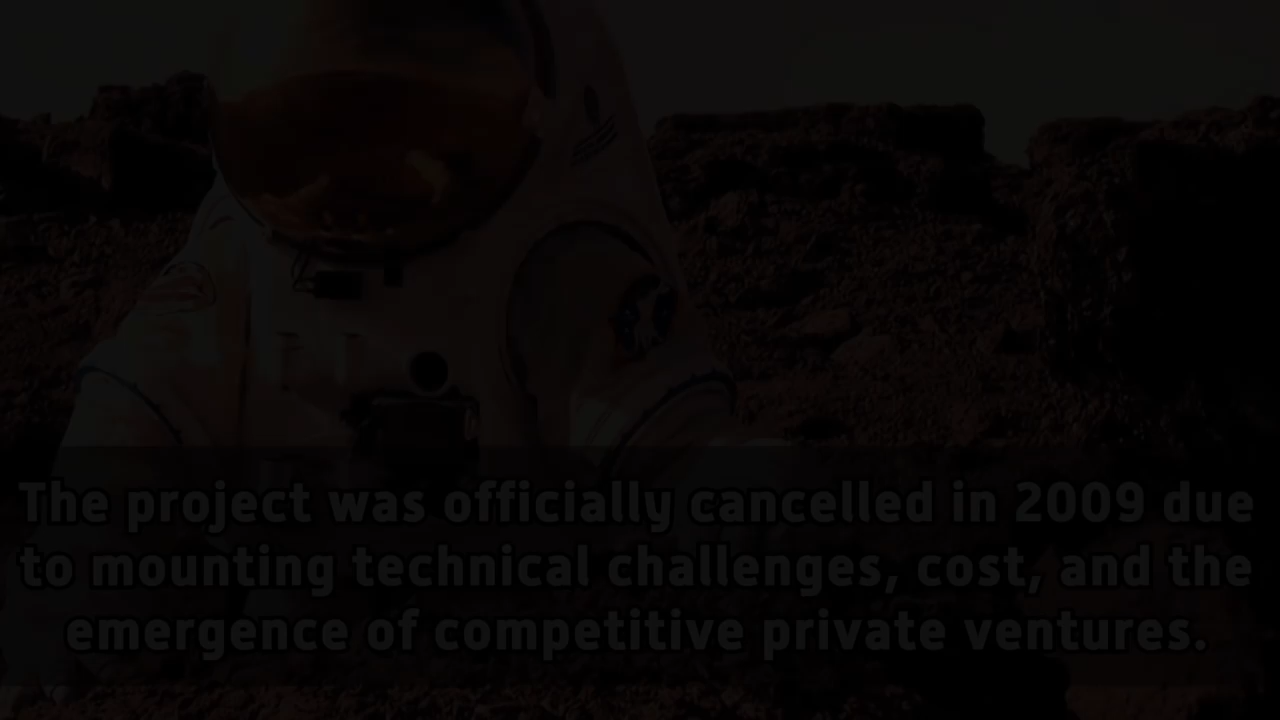 The project was officially cancelled in 2009 due
to mounting technical challenges, cost, and the
emergence of competitive private ventures.